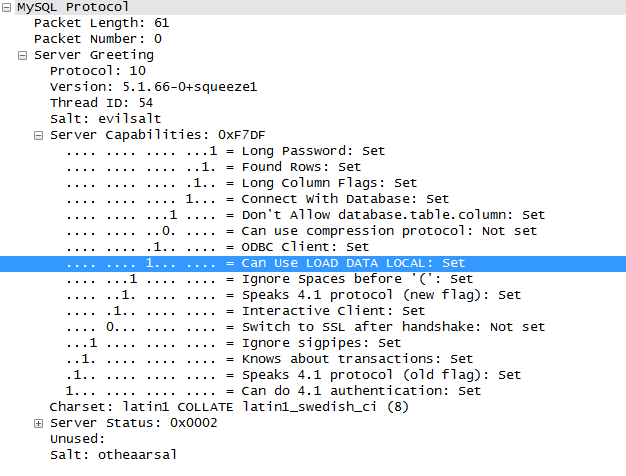 MySQL Protocol
Packet Length: 61
Packet Number: 0
Server Greeting
Protocol: 10
Version: 5.1.66-0+squeeze1
Thread ID: 54
Salt: evilsalt
Server Capabilities: 0xF7DF
.... .... .... ...1 = Long Password: Set
.... .... .... ..1. = Found Rows: Set
.... .... .... .1.. = Long Column Flags: Set
.... .... .... 1... = Connect With Database: Set
.... .... ...1 .... = Don't Allow database.table.column: Set
.... .... ..0. .... = Can use compression protocol: Not set
.... .... .1.. .... = ODBC Client: Set
.... .... 1... .... = Can Use LOAD DATA LOCAL: Set
.... ...1 .... .... = Ignore Spaces before '(': Set
.... ..1. .... .... = Speaks 4.1 protocol (new flag): Set
.... .1.. .... .... = Interactive Client: Set
.... 0... .... .... = Switch to SSL after handshake: Not set
...1 .... .... .... = Ignore sigpipes: Set
..1. .... .... .... = Knows about transactions: Set
.1.. .... .... .... = Speaks 4.1 protocol (old flag): Set
1... .... .... .... = Can do 4.1 authentication: Set
Charset: latin1 COLLATE latin1_swedish_ci (8)
Server Status: 0x0002
Unused:
Salt: otheaarsal